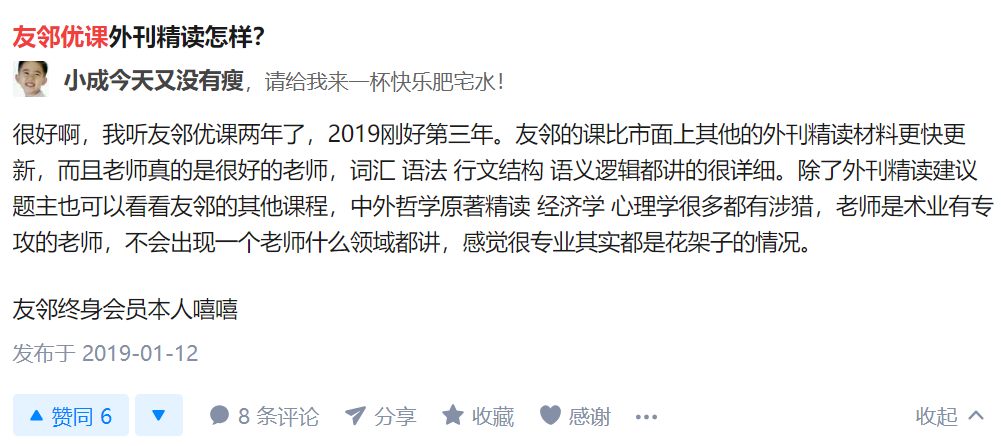 友邻优课外刊精读怎样？
小成今天又没有瘦，请给我来一杯快乐肥宅水！
很好啊，我听友邻优课两年了，2019刚好第三年。友邻的课比市面上其他的外刊精读材料更快更
新，而且老师真的是很好的老师，词汇 语法 行文结构 语义逻辑都讲的很详细。除了外刊精读建议
题主也可以看看友邻的其他课程，中外哲学原著精读 经济学 心理学很多都有涉猎，老师是术业有专
攻的老师，不会出现一个老师什么领域都讲，感觉很专业其实都是花架子的情况。
友邻终身会员本人嘻嘻
发布于 2019-01-12
赞同 6 8 条评论 分享 收藏 感谢 收起